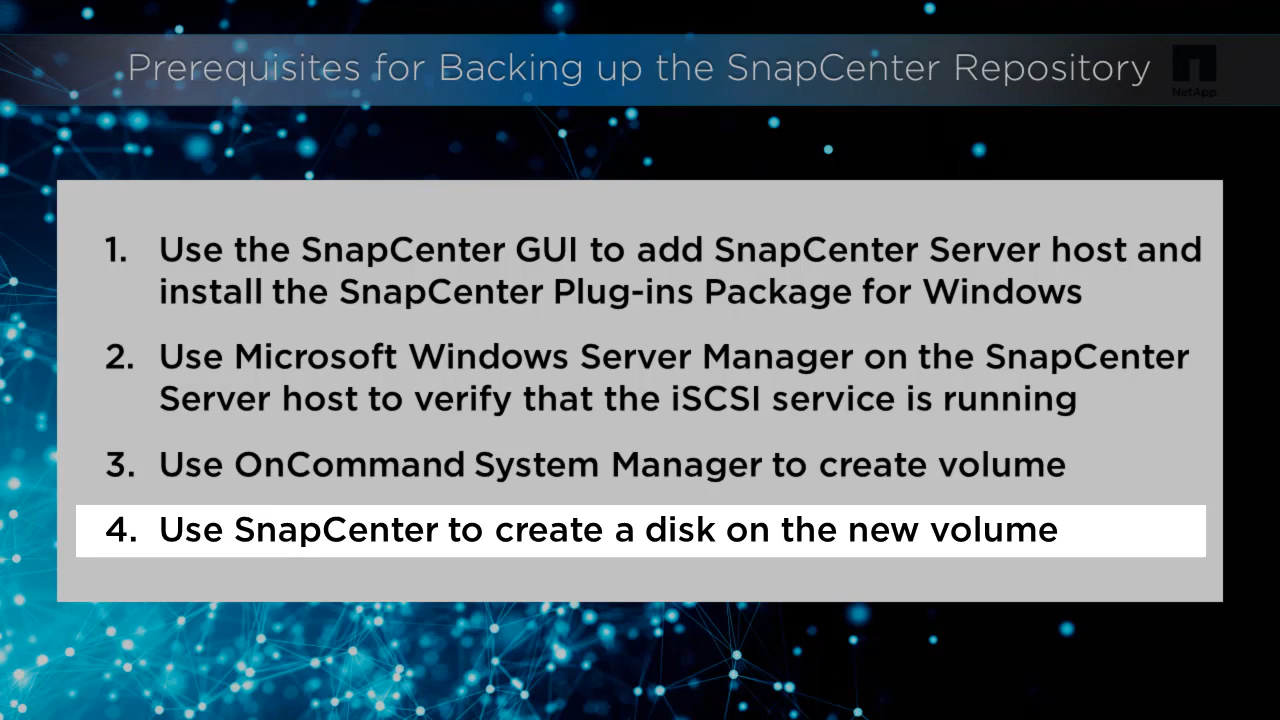 Prerequisites for Backing up the SnapCenter Repository
NetApp
1. Use the SnapCenter GUI to add SnapCenter Server host and
install the SnapCenter Plug-ins Package for Windows
2. Use Microsoft Windows Server Manager on the SnapCenter
Server host to verify that the iSCSI service is running
3. Use OnCommand System Manager to create volume
4. Use SnapCenter to create a disk on the new volume